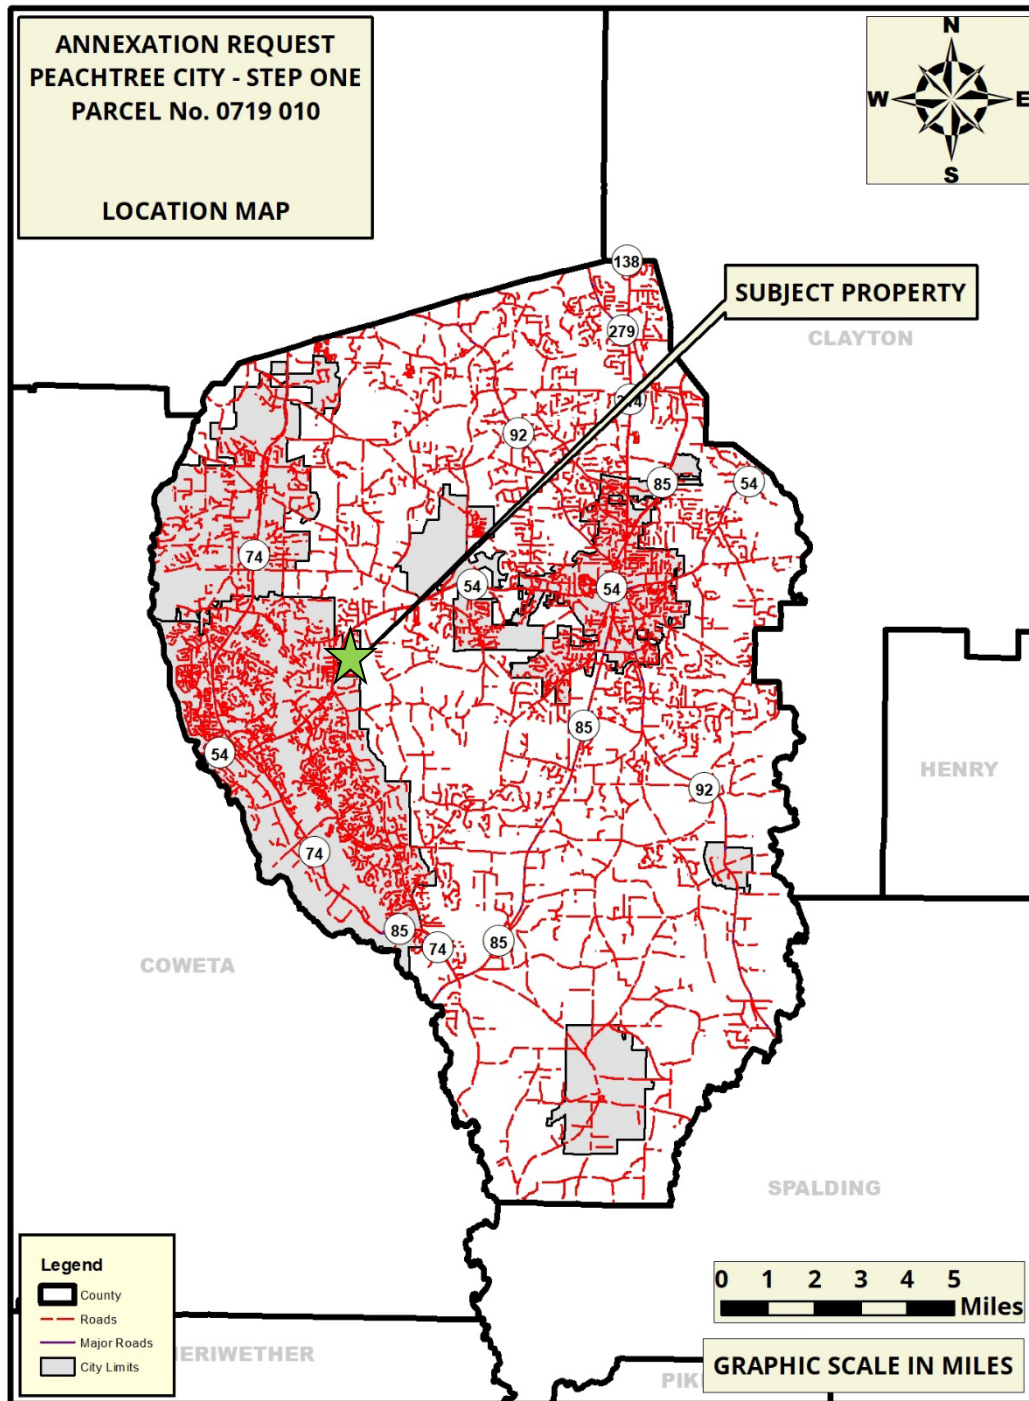 ANNEXATION REQUEST
PEACHTREE CITY - STEP ONE
PARCEL No. 0719 010
LOCATION MAP
N
W
E
S
138
SUBJECT PROPERTY
279
CLAYTON
92
85
54
74
54
54
85
54
HENRY
92
74
85
74
85
COWETA
SPALDING
Legend
County
Roads
Major Roads
City Limits
0 1 2 3 4 5
Miles
GRAPHIC SCALE IN MILES